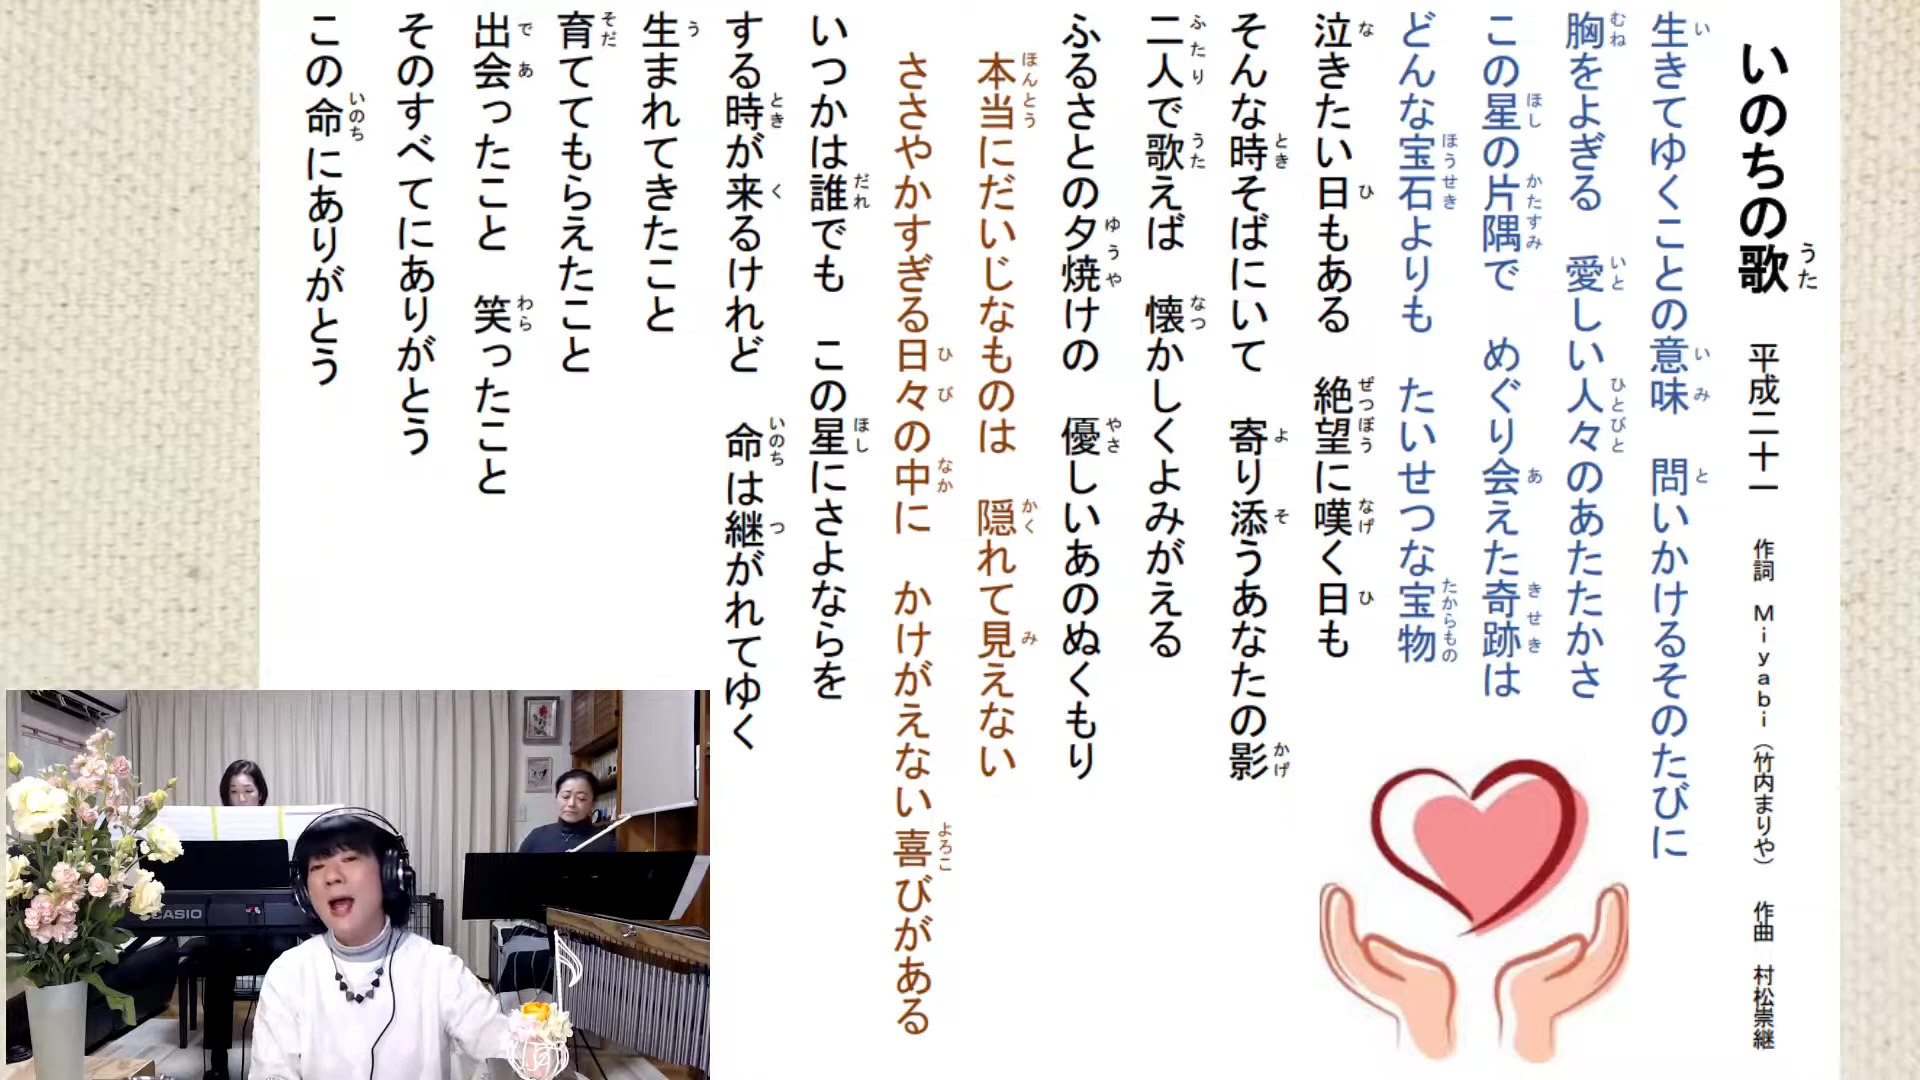 いのちの歌 平成二十一 作詞 Miyabi（竹内まりや） 作曲 村松崇継
生きてゆくことの意味 問いかけるそのたびに
胸をよぎる 愛しい人々のあたたかさ
この星の片隅で めぐり会えた奇跡は
どんな宝石よりも たいせつな宝物
泣きたい日もある 絶望に嘆く日も
そんな時そばにいて 寄り添うあなたの影
二人で歌えば 懐かしくよみがえる
ふるさとの夕焼けの 優しいあのぬくもり
本当にだいじなものは 隠れて見えない
ささやかすぎる日々の中に かけがえない喜びがある
いつかは誰でも この星にさよならを
する時が来るけれど 命は継がれてゆく
生まれてきたこと
育ててもらえたこと
出会ったこと 笑ったこと
そのすべてにありがとう
この命にありがとう
CASIO